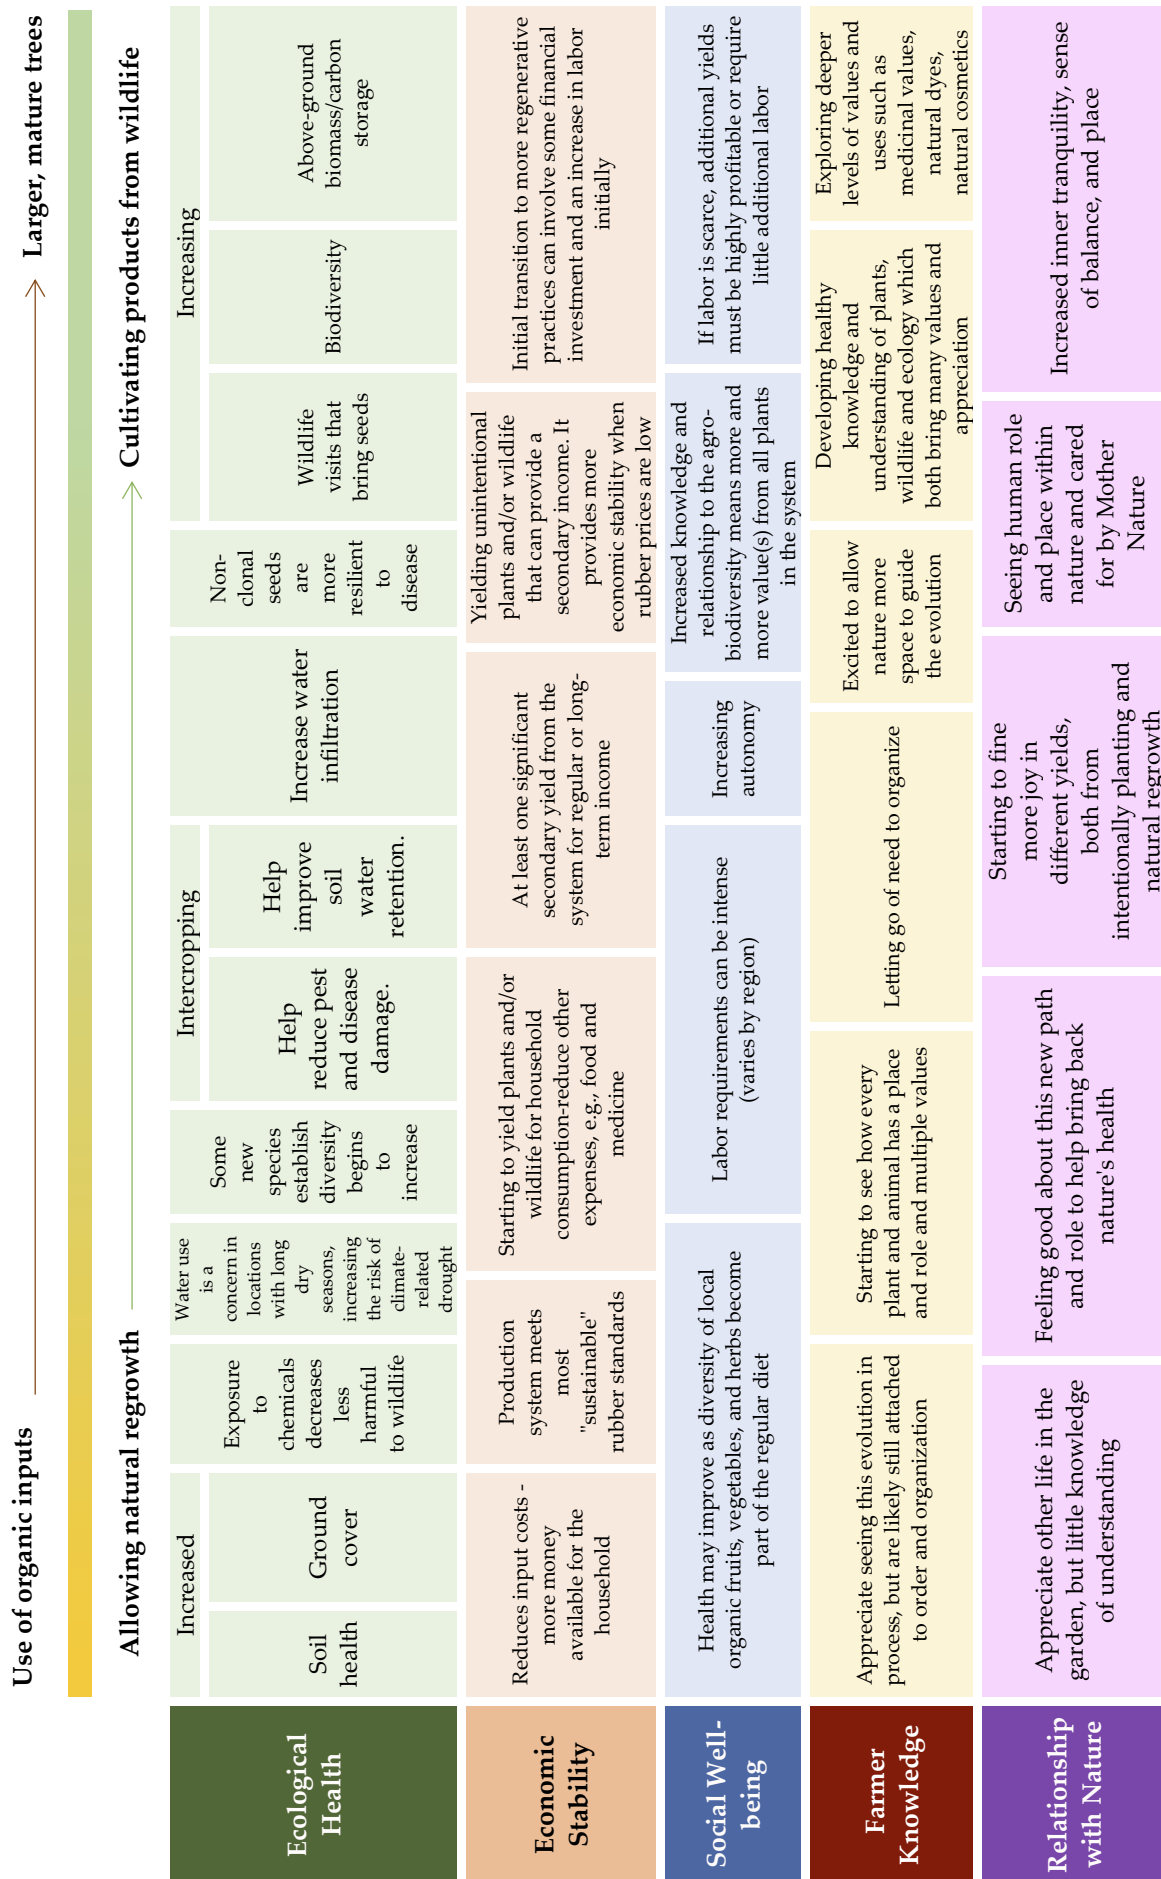 Use of organic inputs
Larger, mature trees
Allowing natural regrowth
Cultivating products from wildlife
Ecological
Health
Increased
Soil
health
Ground
cover
Exposure
to
chemicals
decreases
less
harmful
to wildlife
Water use
is a
concern in
locations
with long
dry
seasons,
increasing
the risk of
climate-
related
drought
Some
new
species
establish
diversity
begins
to
increase
Intercropping
Help
reduce pest
and disease
damage.
Help
improve
soil
water
retention.
Increase water
infiltration
Non-
clonal
seeds
are
more
resilient
to
disease
Increasing
Wildlife
visits that
bring seeds
Biodiversity
Above-ground
biomass/carbon
storage
Economic
Stability
Reduces input costs -
more money
available for the
household
Production
system meets
most
"sustainable"
rubber standards
Starting to yield plants and/or
wildlife for household
consumption-reduce other
expenses, e.g., food and
medicine
At least one significant
secondary yield from the
system for regular or long-
term income
Yielding unintentional
plants and/or wildlife
that can provide a
secondary income. It
provides more
economic stability when
rubber prices are low
Initial transition to more regenerative
practices can involve some financial
investment and an increase in labor
initially
Social Well-
being
Health may improve as diversity of local
organic fruits, vegetables, and herbs become
part of the regular diet
Labor requirements can be intense
(varies by region)
Increasing
autonomy
Increased knowledge and
relationship to the agro-
biodiversity means more and
more value(s) from all plants
in the system
If labor is scarce, additional yields
must be highly profitable or require
little additional labor
Farmer
Knowledge
Appreciate seeing this evolution in
process, but are likely still attached
to order and organization
Starting to see how every
plant and animal has a place
and role and multiple values
Letting go of need to organize
Excited to allow
nature more
space to guide
the evolution
Developing healthy
knowledge and
understanding of plants,
wildlife and ecology which
both bring many values and
appreciation
Exploring deeper
levels of values and
uses such as
medicinal values,
natural dyes,
natural cosmetics
Relationship
with Nature
Appreciate other life in the
garden, but little knowledge
of understanding
Feeling good about this new path
and role to help bring back
nature's health
Starting to fine
more joy in
different yields,
both from
intentionally planting and
natural regrowth
Seeing human role
and place within
nature and cared
for by Mother
Nature
Increased inner tranquility, sense
of balance, and place